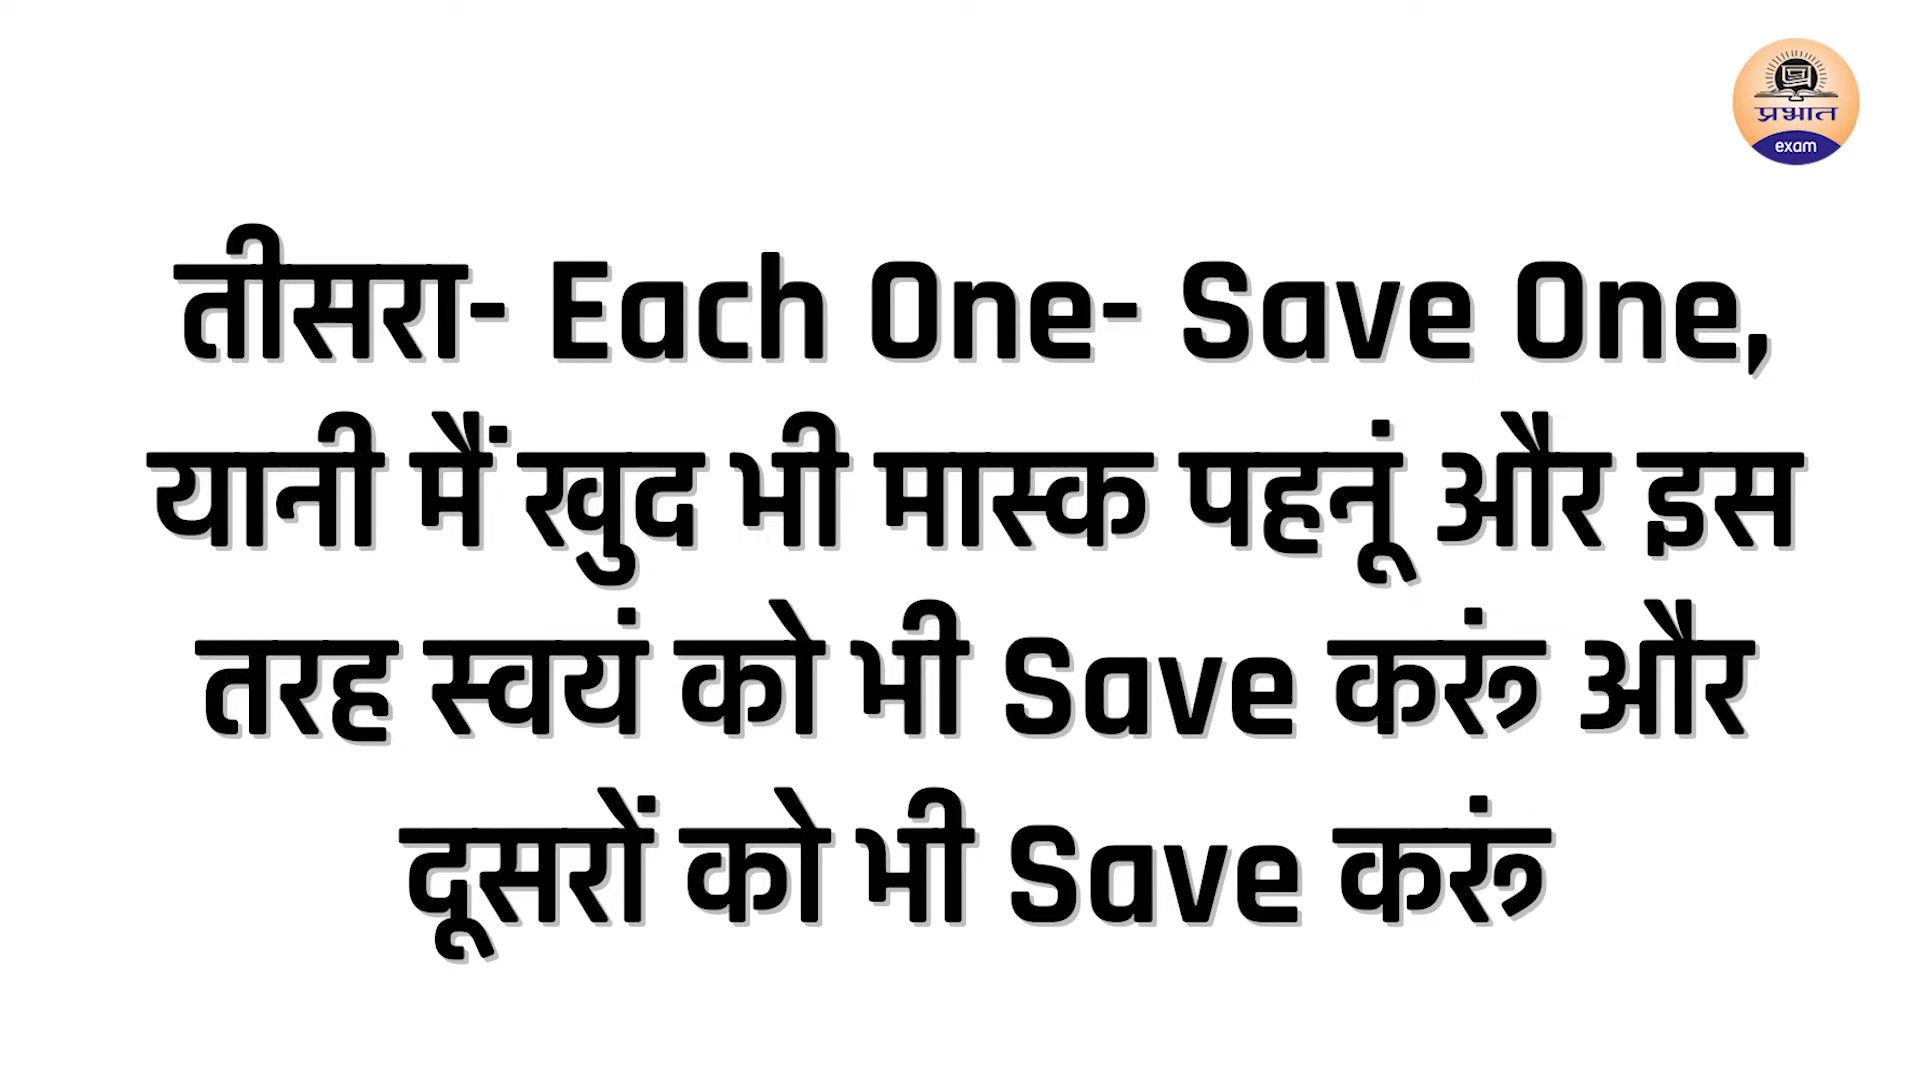 प्रभात
exam
तीसरा- Each One- Save One,
यानी मैं खुद भी मास्क पहनूं और इस
तरह स्वयं को भी Save करूं और
दूसरों को भी Save करूं